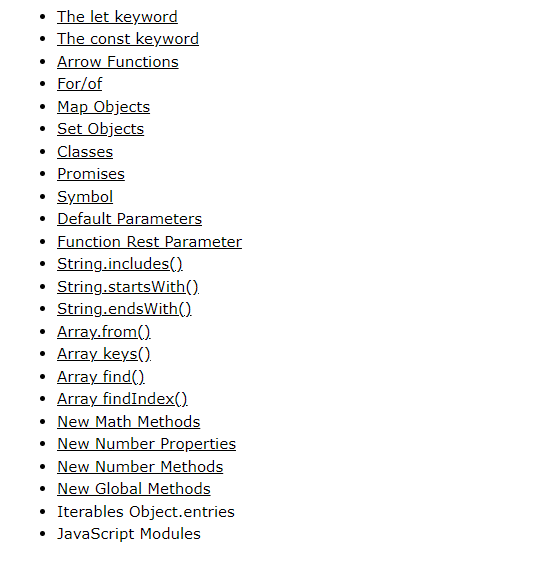 The let keyword
The const keyword
Arrow Functions
For/of
Map Objects
Set Objects
Classes
Promises
Symbol
Default Parameters
Function Rest Parameter
String.includes()
String.startsWith()
String.endsWith()
Array.from()
Array keys()
Array find()
Array findIndex()
New Math Methods
New Number Properties
New Number Methods
New Global Methods
Iterables Object.entries
JavaScript Modules